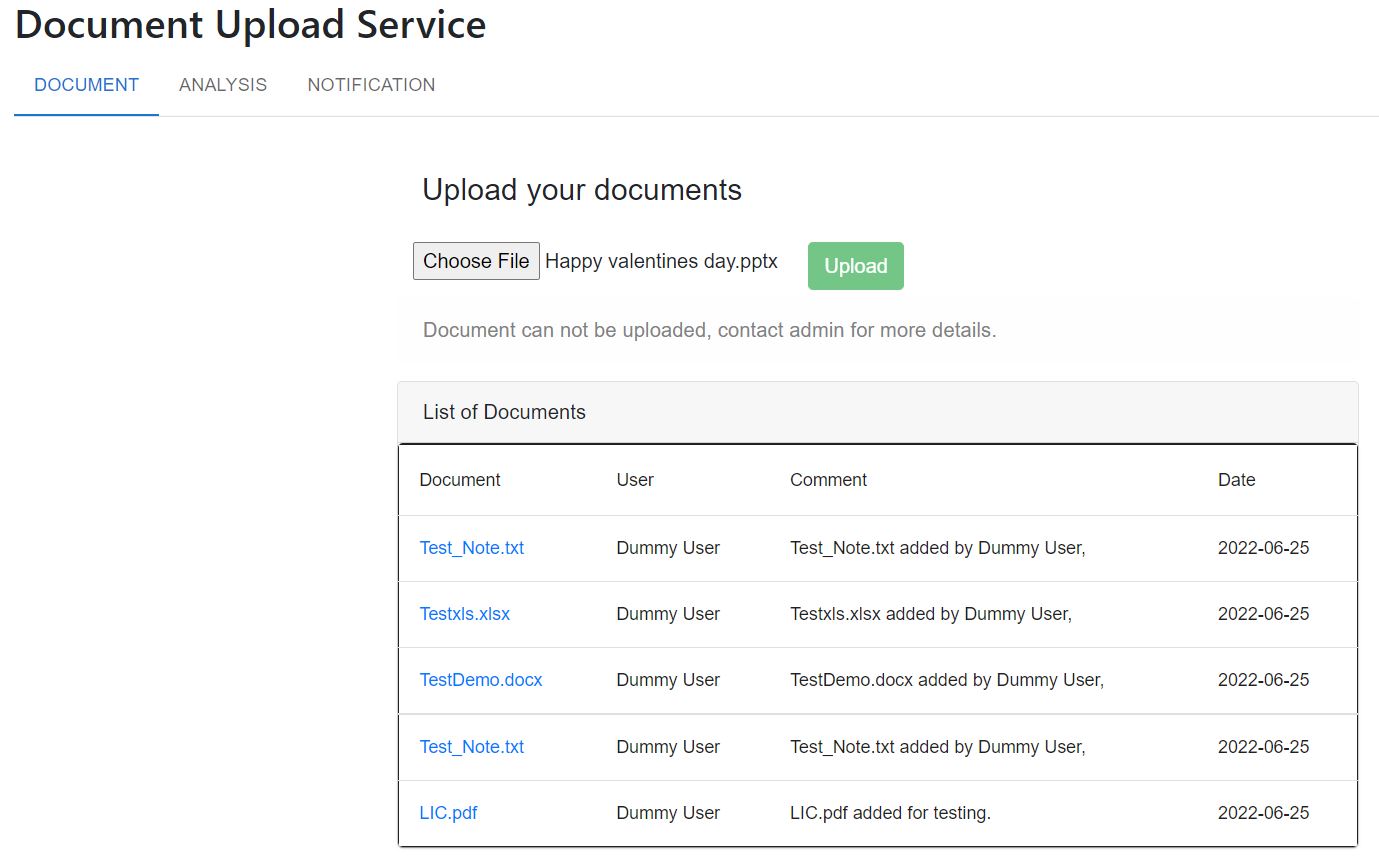 Document Upload Service
DOCUMENT ANALYSIS NOTIFICATION
Upload your documents
Choose File Happy valentines day.pptx Upload
Document can not be uploaded, contact admin for more details.
List of Documents
Document User Comment Date
Test_Note.txt Dummy User Test_Note.txt added by Dummy User, 2022-06-25
Testxls.xlsx Dummy User Testxls.xlsx added by Dummy User, 2022-06-25
TestDemo.docx Dummy User TestDemo.docx added by Dummy User, 2022-06-25
Test_Note.txt Dummy User Test_Note.txt added by Dummy User, 2022-06-25
LIC.pdf Dummy User LIC.pdf added for testing. 2022-06-25